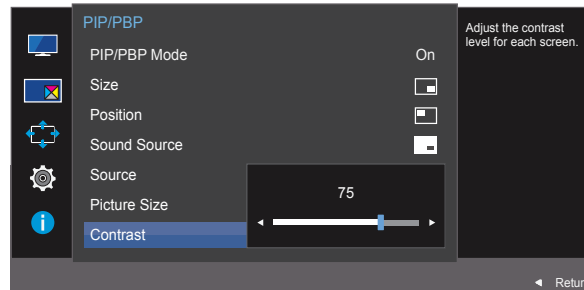 PIP/PBP
Adjust the contrast
level for each screen.
PIP/PBP Mode On
Size
Position
Sound Source
Source
75
Picture Size
Contrast
Retur